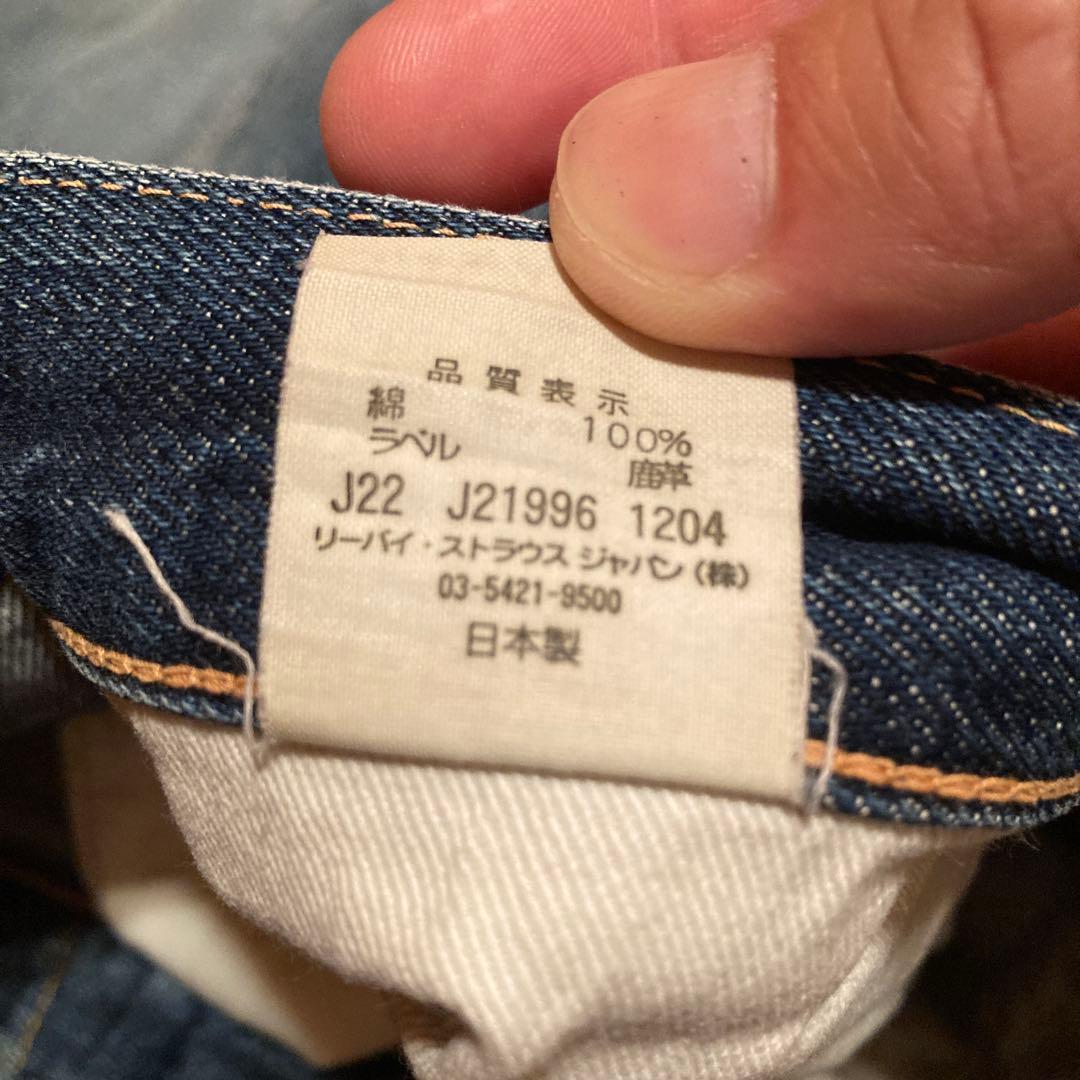 品質表示
綿 100%
ラベル 鹿革
J22 J21996 1204
リーバイ・ストラウス ジャパン(株)
03-5421-9500
日本製